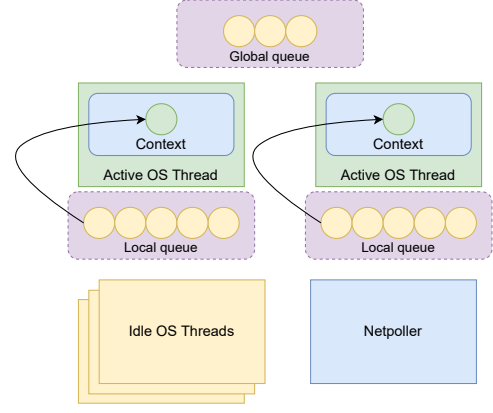 Global queue
Context
Active OS Thread
Local queue
Context
Active OS Thread
Local queue
Idle OS Threads
Netpoller